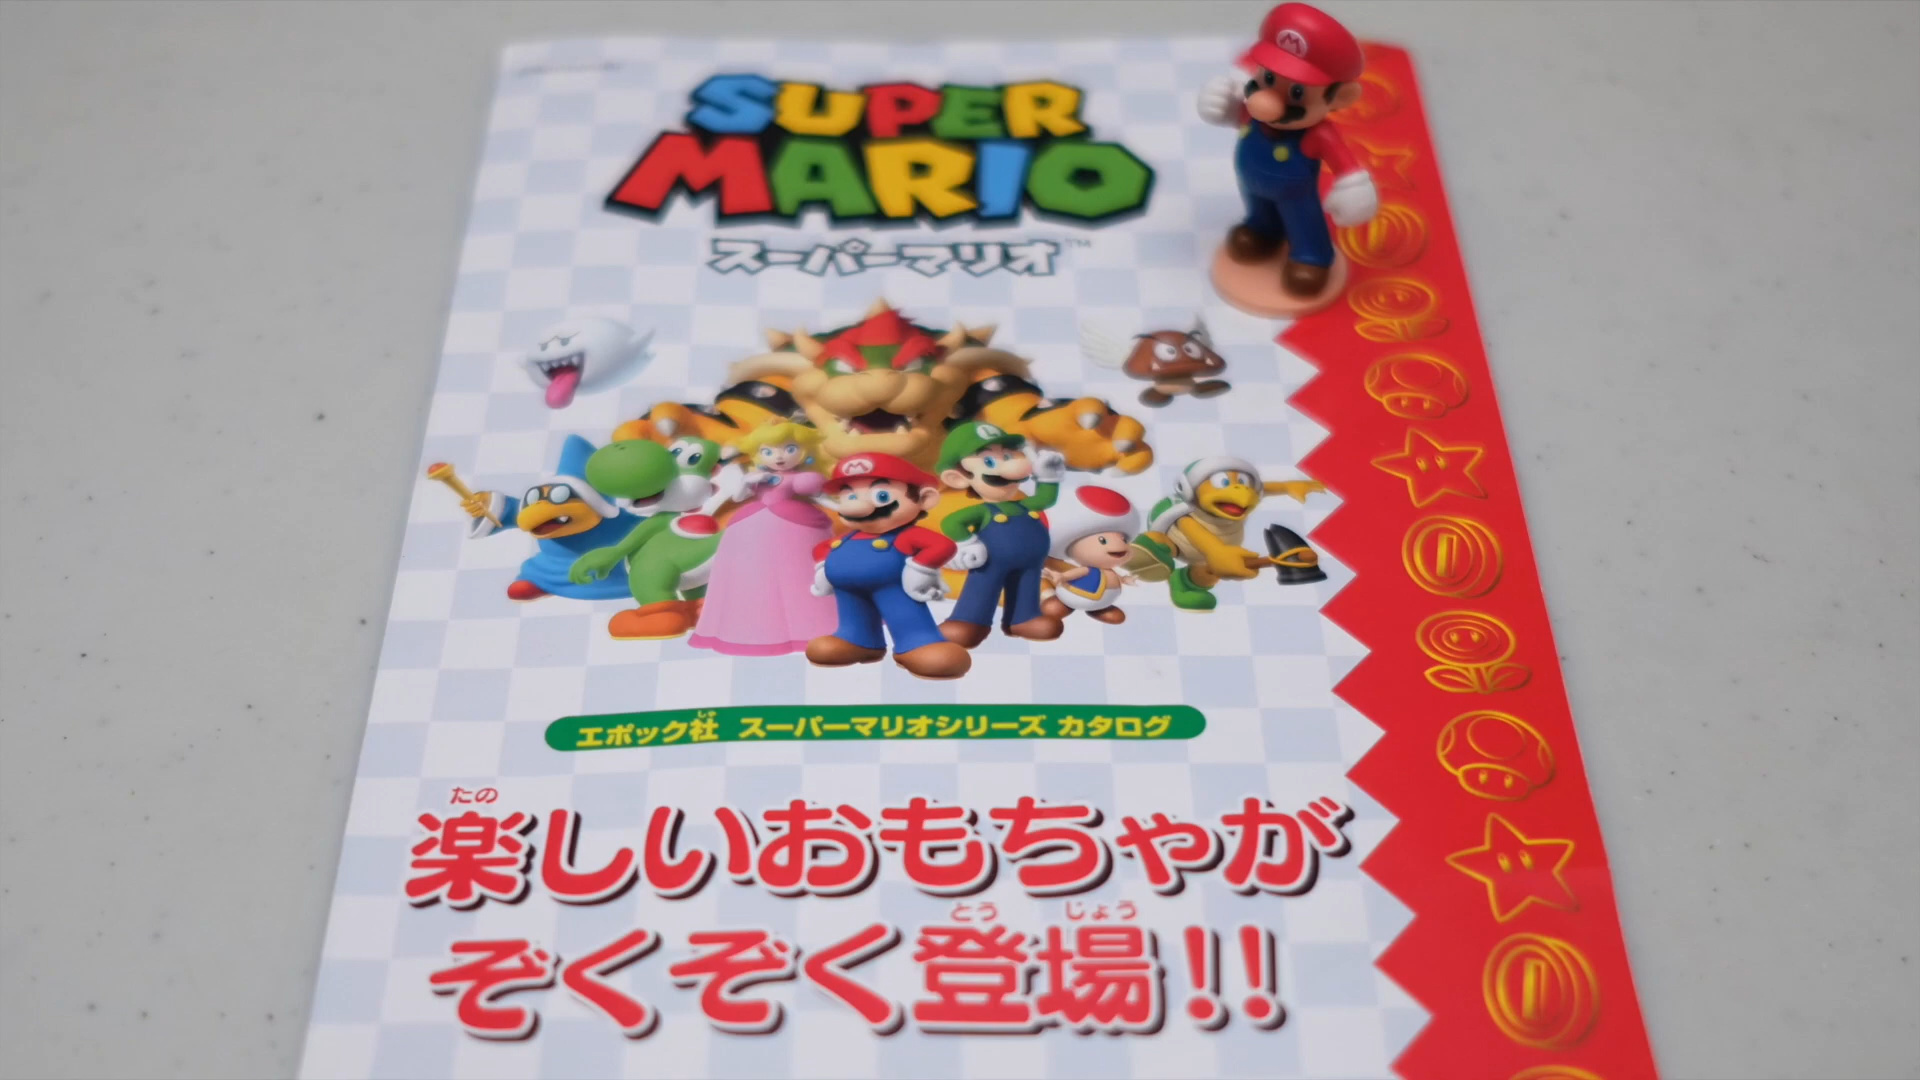 SUPER
MARIO
スーパーマリオ™
エポック社 スーパーマリオシリーズ カタログ
しゃ
たの
楽しいおもちゃが
とう じょう
ぞくぞく登場!!